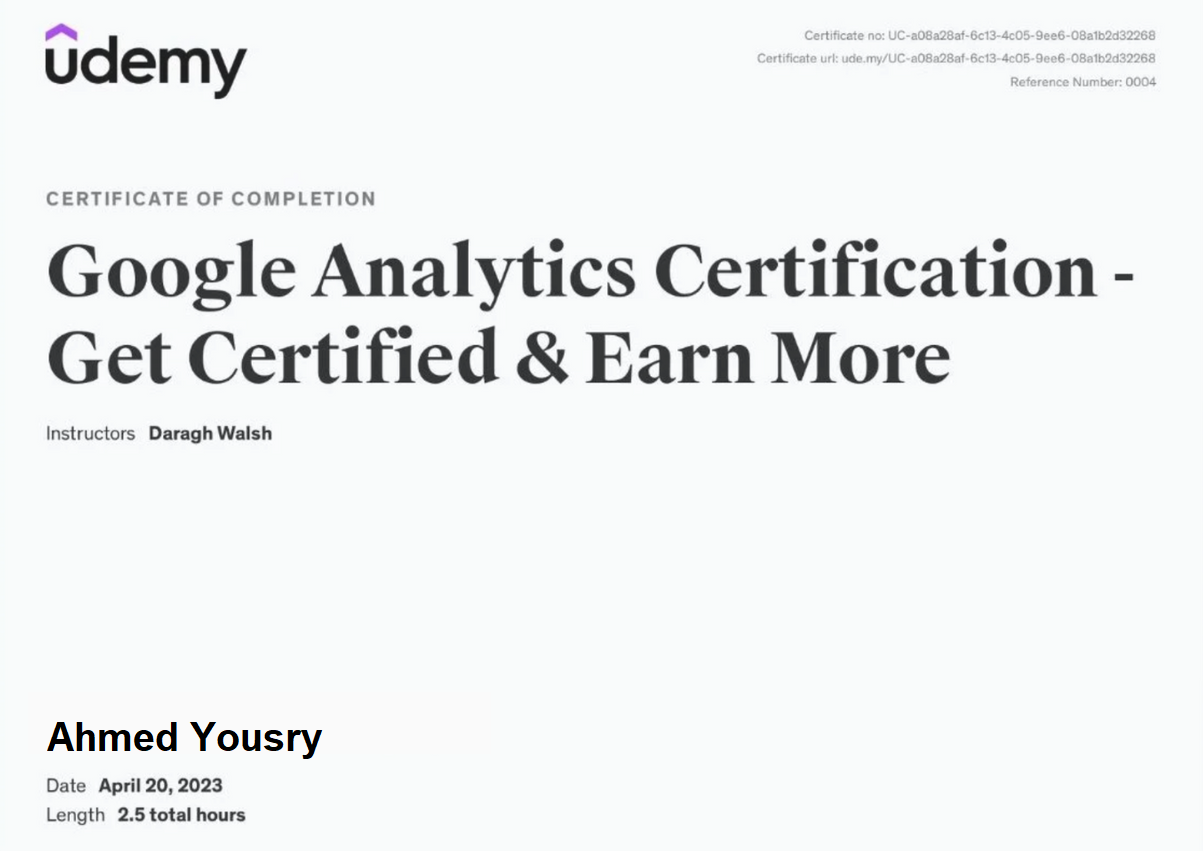 udemy
Certificate no: UC-a08a28af-6c13-4c05-9ee6-08a1b2d32268
Certificate url: ude.my/UC-a08a28af-6c13-4c05-9ee6-08a1b2d32268
Reference Number: 0004
CERTIFICATE OF COMPLETION
Google Analytics Certification -
Get Certified & Earn More
Instructors Daragh Walsh
Ahmed Yousry
Date April 20, 2023
Length 2.5 total hours